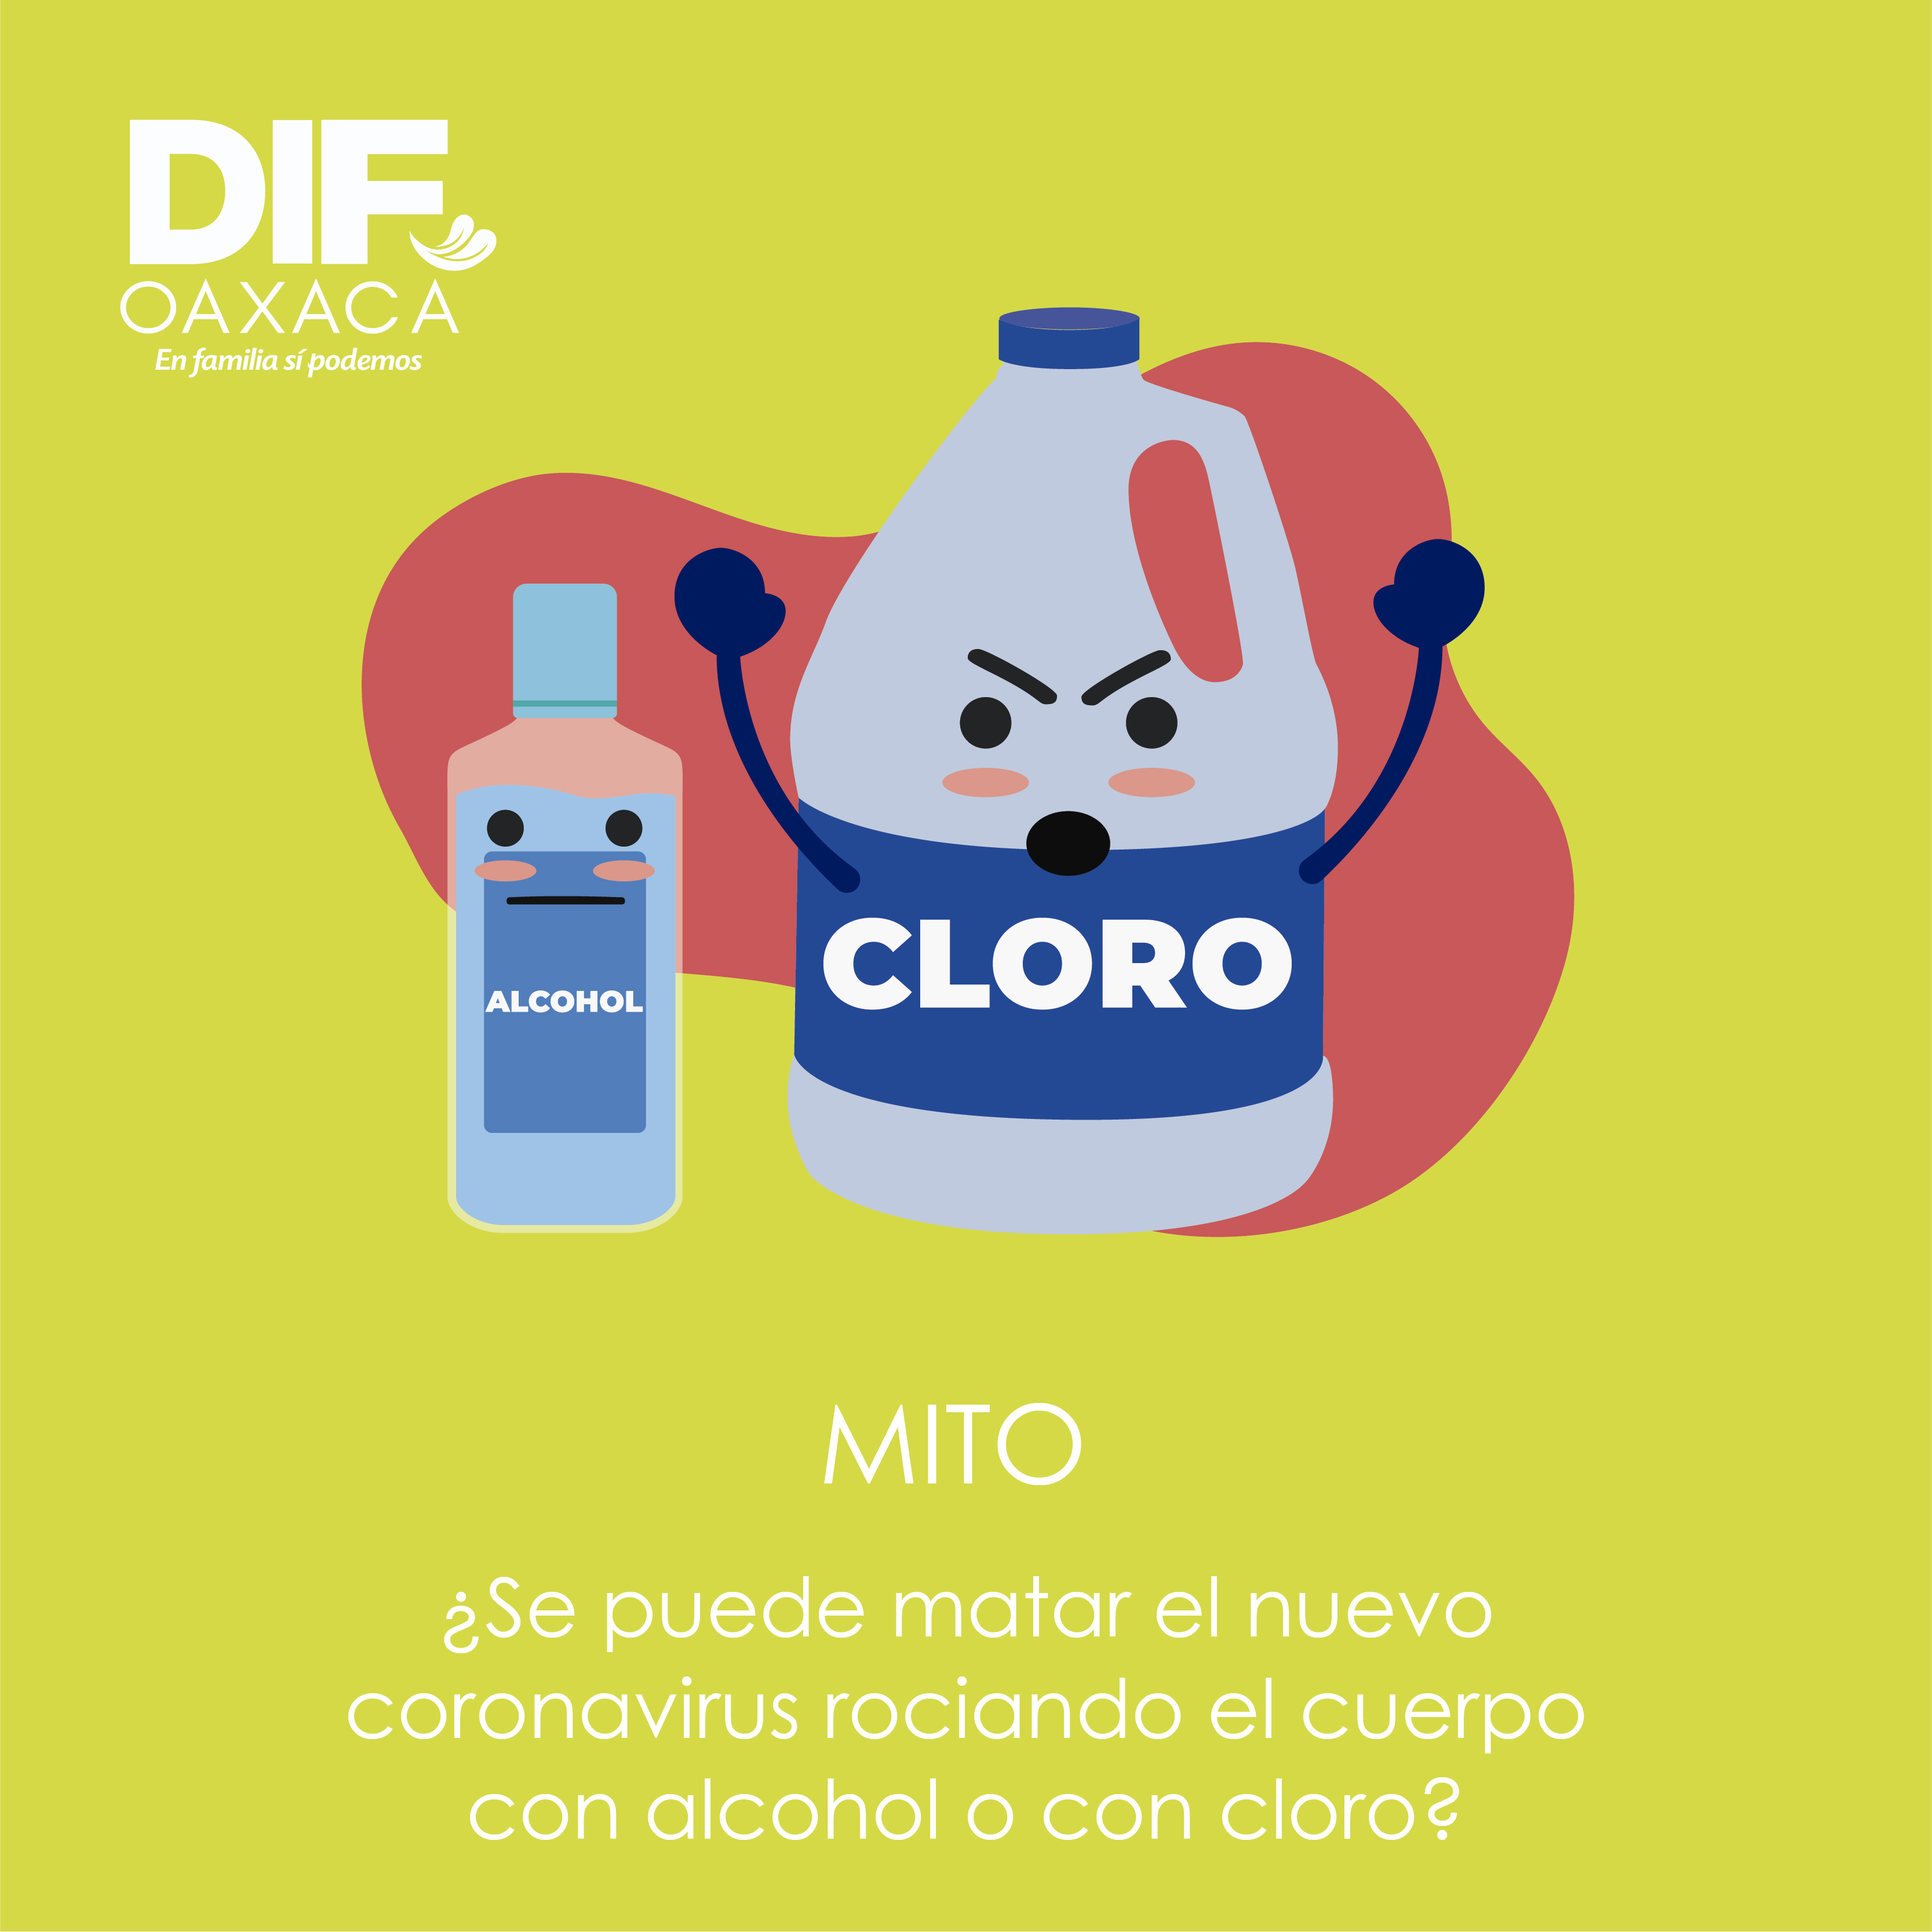 DIF
OAXACA
En familia sí podemos
CLORO
ALCOHOL
MITO
¿Se puede matar el nuevo
coronavirus rociando el cuerpo
con alcohol o con cloro?